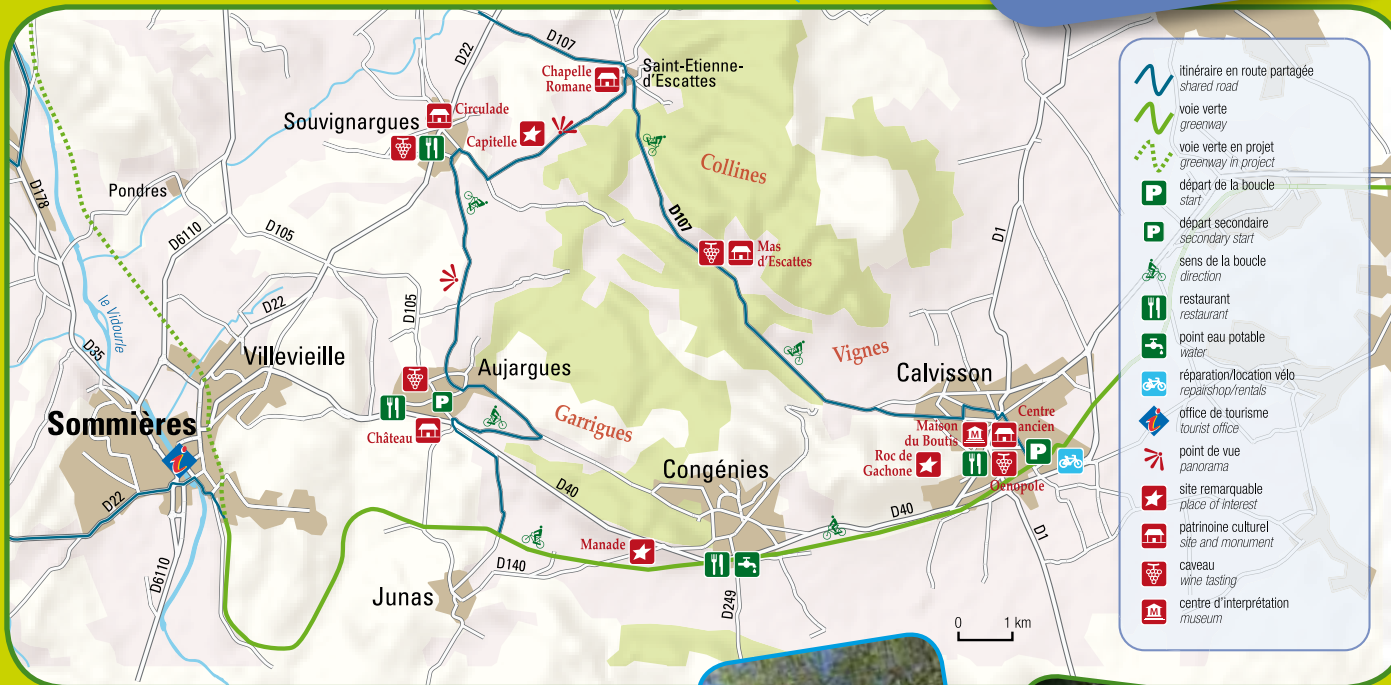 D107
D22
Saint-Etienne-
d'Escattes
Chapelle
Romane
Circulade
Souvignargues
Capitelle
Collines
Pondres
D178
D6110
D105
D107
D1
Mas
d'Escattes
le Vidourle
D22
D105
D35
Villevieille
Aujargues
Vignes
Calvisson
Sommières
i
Château
P
Garrigues
Maison
du Boutis
M
Centre
ancien
Roc de
Gachone
P
Oenopole
Congénies
D22
D40
D40
D1
Manade
D140
D6110
Junas
D249
0 1 km
itinéraire en route partagée
shared road
voie verte
greenway
voie verte en projet
greenway in project
P
départ de la boucle
start
P
départ secondaire
secondary start
sens de la boucle
direction
restaurant
restaurant
point eau potable
water
réparation/location vélo
repairshop/rentals
i
office de tourisme
tourist office
point de vue
panorama
site remarquable
place of interest
patrimoine culturel
site and monument
caveau
wine tasting
M
centre d'interprétation
museum